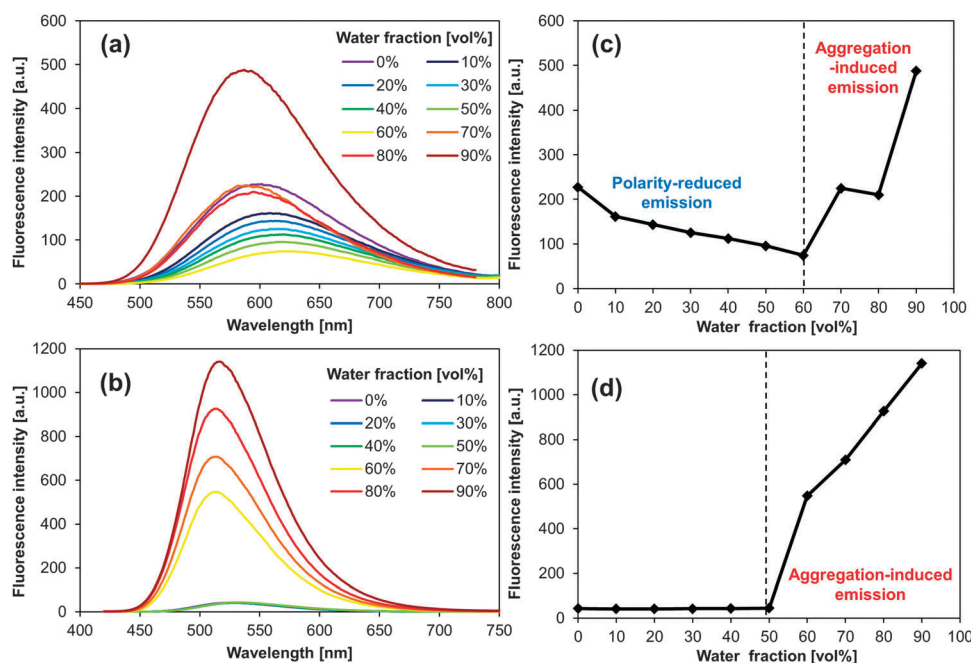 (a)
Water fraction [vol%]
0% 10%
20% 30%
40% 50%
60% 70%
80% 90%
Fluorescence intensity [a.u.]
600
500
400
300
200
100
0
450 500 550 600 650 700 750 800
Wavelength [nm]
(c)
Aggregation
-induced
emission
Polarity-reduced
emission
Fluorescence intensity [a.u.]
600
500
400
300
200
100
0
0 10 20 30 40 50 60 70 80 90 100
Water fraction [vol%]
(b)
Water fraction [vol%]
0% 10%
20% 30%
40% 50%
60% 70%
80% 90%
Fluorescence intensity [a.u.]
1200
1000
800
600
400
200
0
400 450 500 550 600 650 700 750
Wavelength [nm]
(d)
Aggregation-induced
emission
Fluorescence intensity [a.u.]
1200
1000
800
600
400
200
0
0 10 20 30 40 50 60 70 80 90 100
Water fraction [vol%]